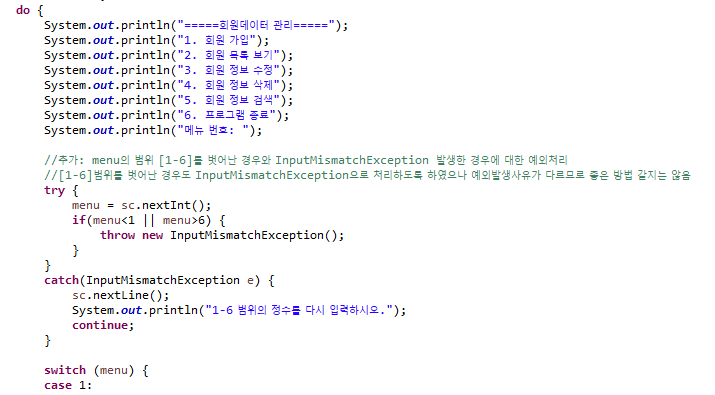 do {
System.out.println("=====회원데이터 관리=====");
System.out.println("1. 회원 가입");
System.out.println("2. 회원 목록 보기");
System.out.println("3. 회원 정보 수정");
System.out.println("4. 회원 정보 삭제");
System.out.println("5. 회원 정보 검색");
System.out.println("6. 프로그램 종료");
System.out.println("메뉴 번호: ");
//추가: menu의 범위 [1-6]를 벗어난 경우와 InputMismatchException 발생한 경우에 대한 예외처리
//[1-6]범위를 벗어난 경우도 InputMismatchException으로 처리하도록 하였으나 예외발생사유가 다르므로 좋은 방법 같지는 않음
try {
menu = sc.nextInt();
if(menu<1 || menu>6) {
throw new InputMismatchException();
}
}
catch(InputMismatchException e) {
sc.nextLine();
System.out.println("1-6 범위의 정수를 다시 입력하시오.");
continue;
}
switch (menu) {
case 1: